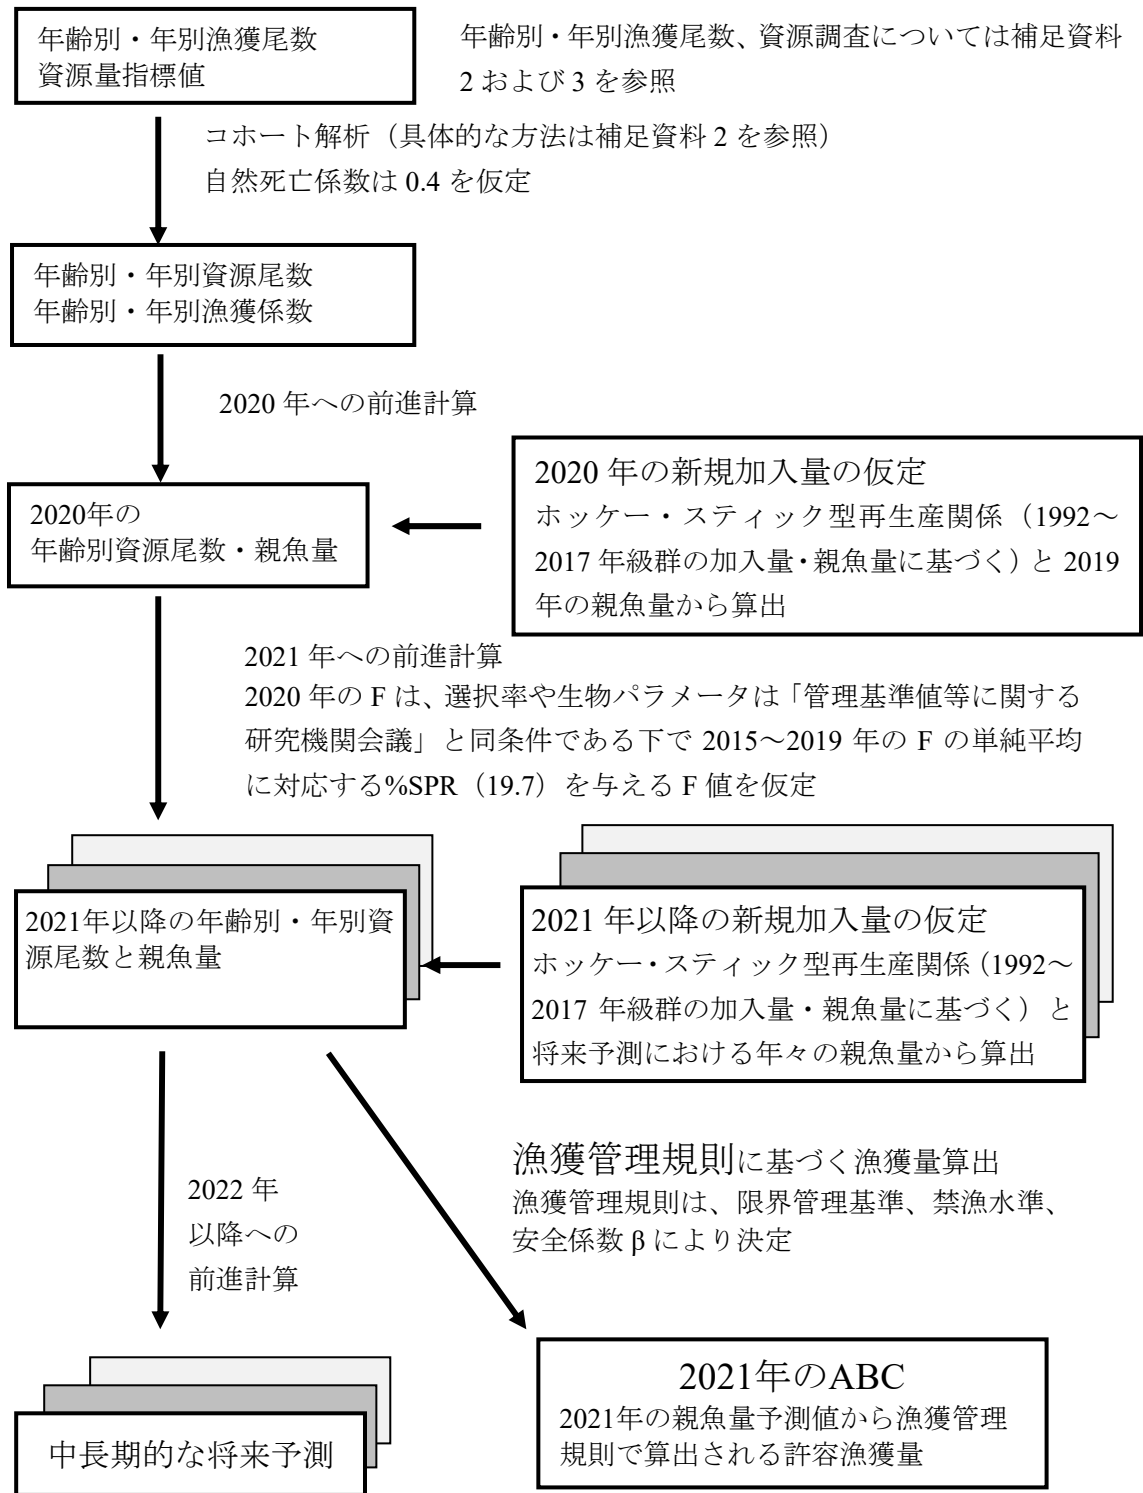 年齢別・年別漁獲尾数
資源量指標値
年齢別・年別漁獲尾数、資源調査については補足資料
2 および 3 を参照
コホート解析（具体的な方法は補足資料 2 を参照）
自然死亡係数は 0.4 を仮定
年齢別・年別資源尾数
年齢別・年別漁獲係数
2020 年への前進計算
2020年の
年齢別資源尾数・親魚量
2020 年の新規加入量の仮定
ホッケー・スティック型再生産関係（1992～
2017 年級群の加入量・親魚量に基づく）と 2019
年の親魚量から算出
2021 年への前進計算
2020 年の F は、選択率や生物パラメータは「管理基準値等に関する
研究機関会議」と同条件である下で 2015～2019 年の F の単純平均
に対応する%SPR（19.7）を与える F 値を仮定
2021年以降の年齢別・年別資
源尾数と親魚量
2021 年以降の新規加入量の仮定
ホッケー・スティック型再生産関係（1992～
2017 年級群の加入量・親魚量に基づく）と
将来予測における年々の親魚量から算出
2022 年
以降への
前進計算
漁獲管理規則に基づく漁獲量算出
漁獲管理規則は、限界管理基準、禁漁水準、
安全係数 β により決定
中長期的な将来予測
2021年のABC
2021年の親魚量予測値から漁獲管理
規則で算出される許容漁獲量